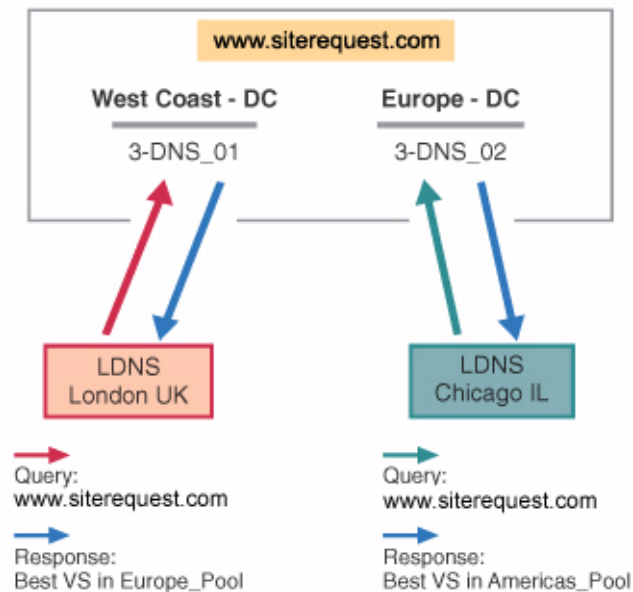 www.siterequest.com
West Coast - DC
3-DNS_01
Europe - DC
3-DNS_02
LDNS
London UK
LDNS
Chicago IL
Query:
www.siterequest.com
Response:
Best VS in Europe_Pool
Query:
www.siterequest.com
Response:
Best VS in Americas_Pool